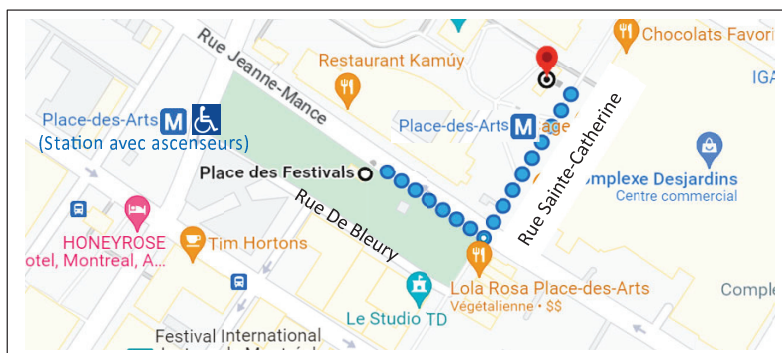 Chocolats Favori
Rue Jeanne-Mance
Restaurant Kamúy
IGA
Place-des-Arts M
(Station avec ascenseurs)
Place-des-Arts M age
Rue Sainte-Catherine
omplexe Desjardins
Centre commercial
Place des Festivals
Rue De Bleury
HONEYROSE
otel, Montreal, A...
Tim Hortons
Lola Rosa Place-des-Arts
Végétalienne • $$
Comple
Le Studio TD
Festival International